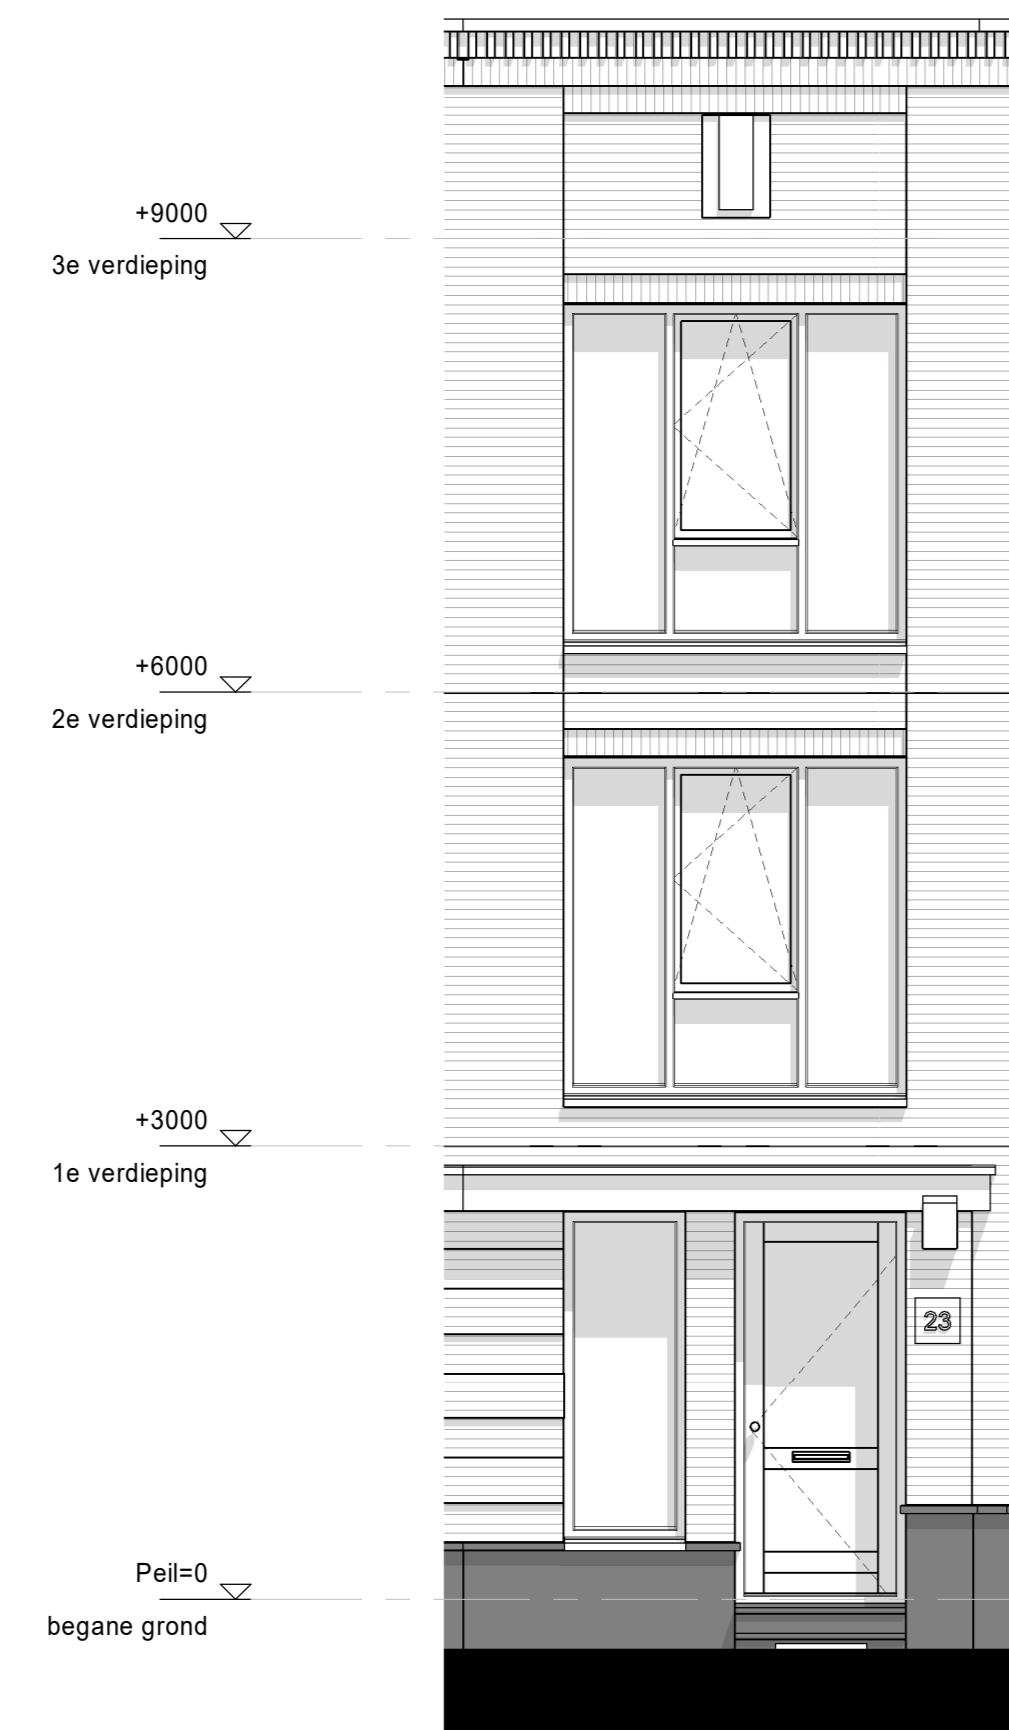 +9000
3e verdieping
+6000
2e verdieping
+3000
1e verdieping
23
Peil=0
begane grond